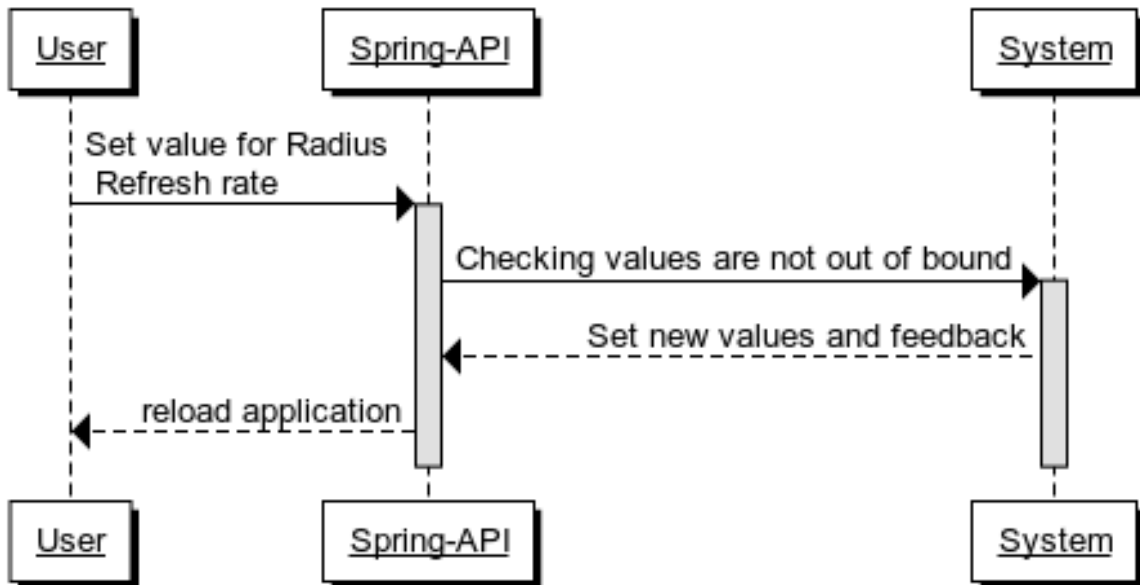 User
Spring-API
System
Set value for Radius
Refresh rate
Checking values are not out of bound
Set new values and feedback
reload application
User
Spring-API
System